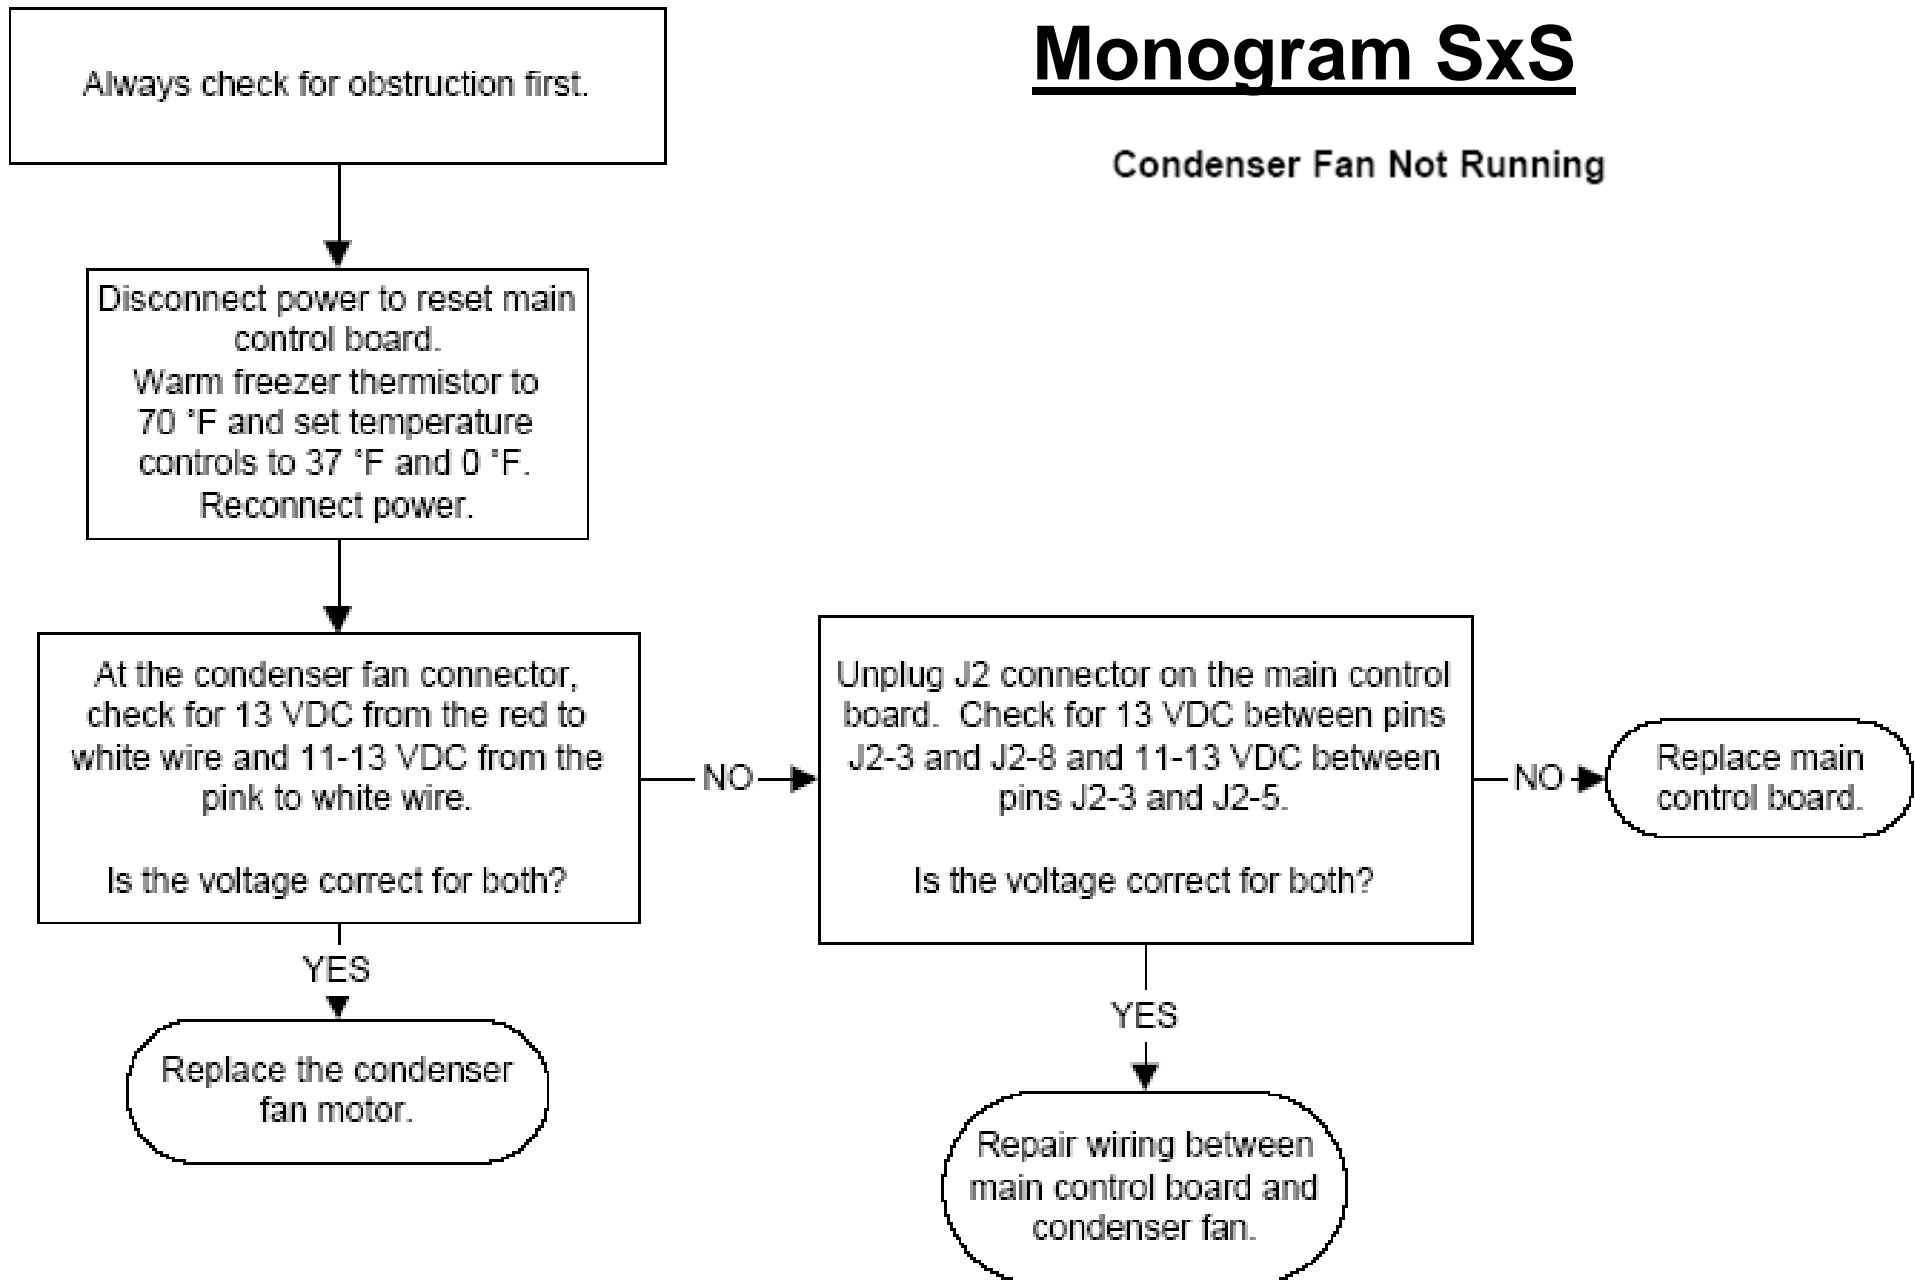 Monogram SxS
Condenser Fan Not Running
Always check for obstruction first.
Disconnect power to reset main
control board.
Warm freezer thermistor to
70 °F and set temperature
controls to 37 °F and 0 °F.
Reconnect power.
At the condenser fan connector,
check for 13 VDC from the red to
white wire and 11-13 VDC from the
pink to white wire.
Is the voltage correct for both?
NO
Unplug J2 connector on the main control
board.  Check for 13 VDC between pins
J2-3 and J2-8 and 11-13 VDC between
pins J2-3 and J2-5.
Is the voltage correct for both?
NO
Replace main
control board.
YES
Replace the condenser
fan motor.
YES
Repair wiring between
main control board and
condenser fan.